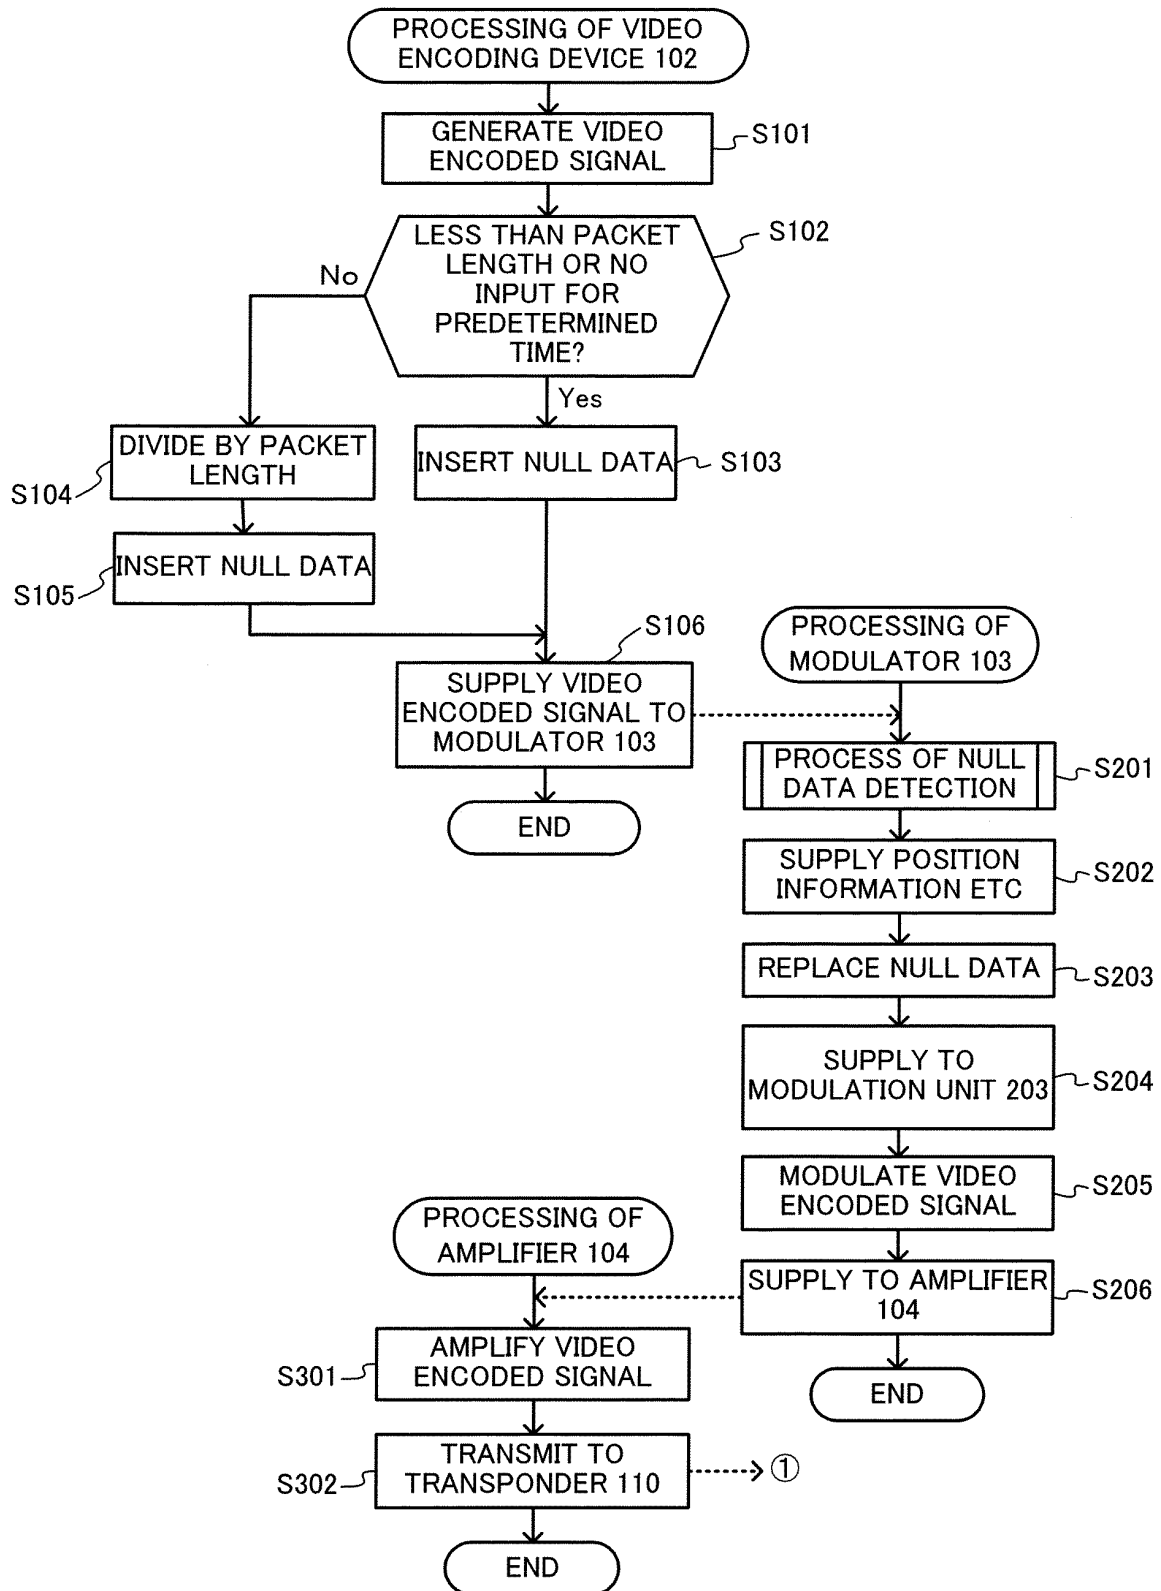 PROCESSING OF VIDEO
ENCODING DEVICE 102
GENERATE VIDEO
ENCODED SIGNAL
S101
LESS THAN PACKET
LENGTH OR NO
INPUT FOR
PREDETERMINED
TIME?
S102
No
Yes
DIVIDE BY PACKET
LENGTH
S104
INSERT NULL DATA
S103
INSERT NULL DATA
S105
S106
SUPPLY VIDEO
ENCODED SIGNAL TO
MODULATOR 103
END
PROCESSING OF
MODULATOR 103
PROCESS OF NULL
DATA DETECTION
S201
SUPPLY POSITION
INFORMATION ETC
S202
REPLACE NULL DATA
S203
SUPPLY TO
MODULATION UNIT 203
S204
MODULATE VIDEO
ENCODED SIGNAL
S205
SUPPLY TO AMPLIFIER
104
S206
END
PROCESSING OF
AMPLIFIER 104
AMPLIFY VIDEO
ENCODED SIGNAL
S301
TRANSMIT TO
TRANSPONDER 110
S302
①
END